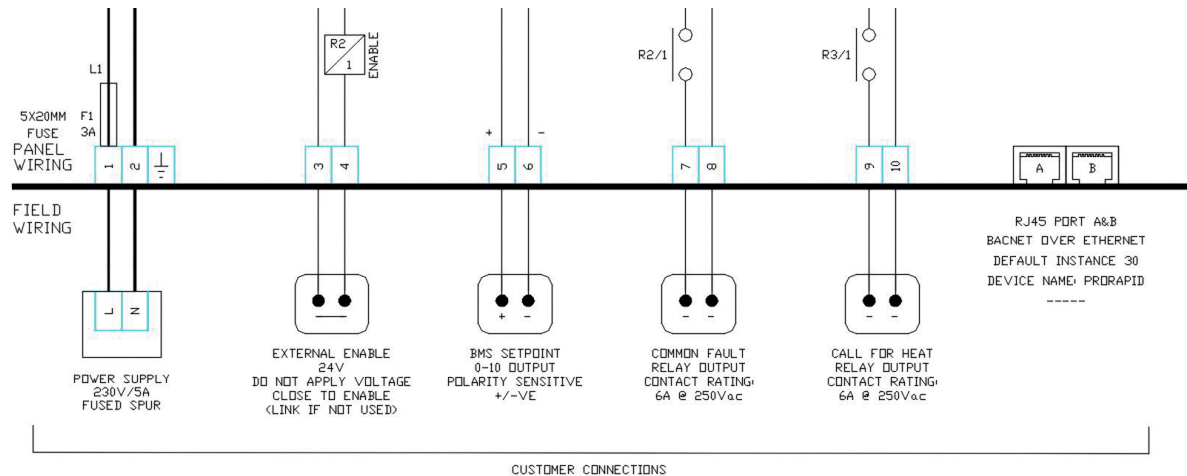 L1
R2
1
ENABLE
R2/1
R3/1
5X20MM F1
FUSE 3A
PANEL
WIRING
+ -
1 2
3 4
5 6
7 8
9 10
A B
FIELD
WIRING
L N
+ -
- -
- -
POWER SUPPLY
230V/5A
FUSED SPUR
EXTERNAL ENABLE
24V
DO NOT APPLY VOLTAGE
CLOSE TO ENABLE
(LINK IF NOT USED)
BMS SETPOINT
0-10 OUTPUT
POLARITY SENSITIVE
+/-VE
COMMON FAULT
RELAY OUTPUT
CONTACT RATING:
6A @ 250Vac
CALL FOR HEAT
RELAY OUTPUT
CONTACT RATING:
6A @ 250Vac
RJ45 PORT A&B
BACNET OVER ETHERNET
DEFAULT INSTANCE 30
DEVICE NAME: PRORAPID
-----
CUSTOMER CONNECTIONS